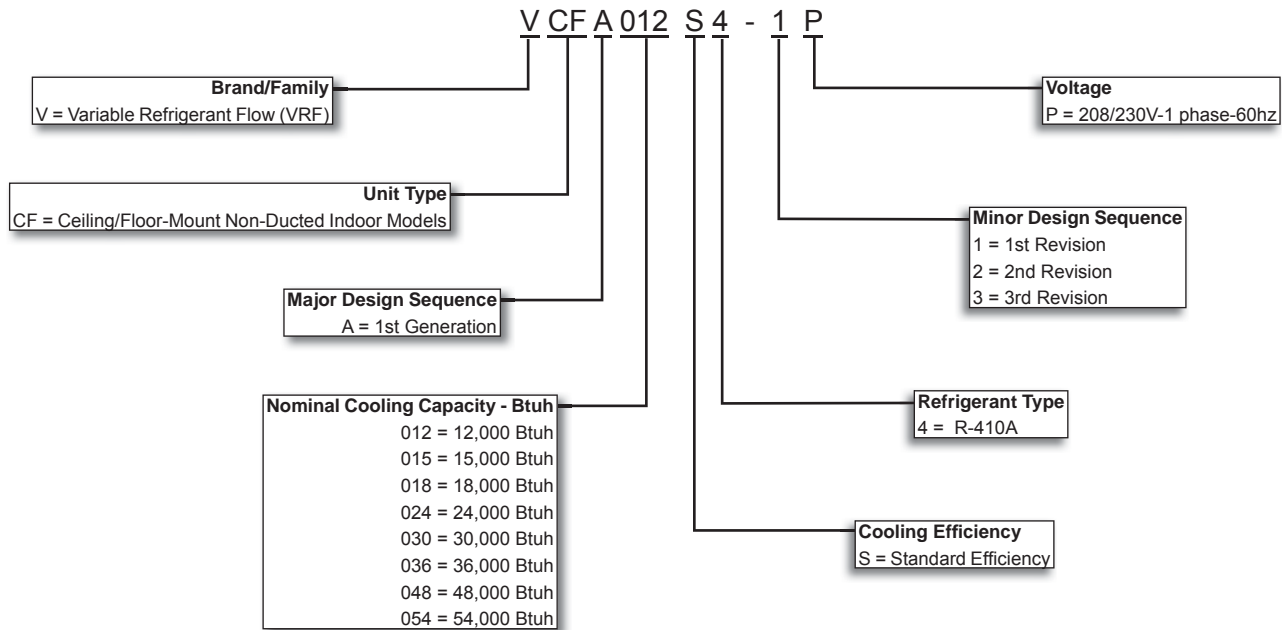 V CF A 012 S 4 - 1 P
Brand/Family
V = Variable Refrigerant Flow (VRF)
Unit Type
CF = Ceiling/Floor-Mount Non-Ducted Indoor Models
Major Design Sequence
A = 1st Generation
Nominal Cooling Capacity - Btuh
012 = 12,000 Btuh
015 = 15,000 Btuh
018 = 18,000 Btuh
024 = 24,000 Btuh
030 = 30,000 Btuh
036 = 36,000 Btuh
048 = 48,000 Btuh
054 = 54,000 Btuh
Voltage
P = 208/230V-1 phase-60hz
Minor Design Sequence
1 = 1st Revision
2 = 2nd Revision
3 = 3rd Revision
Refrigerant Type
4 = R-410A
Cooling Efficiency
S = Standard Efficiency